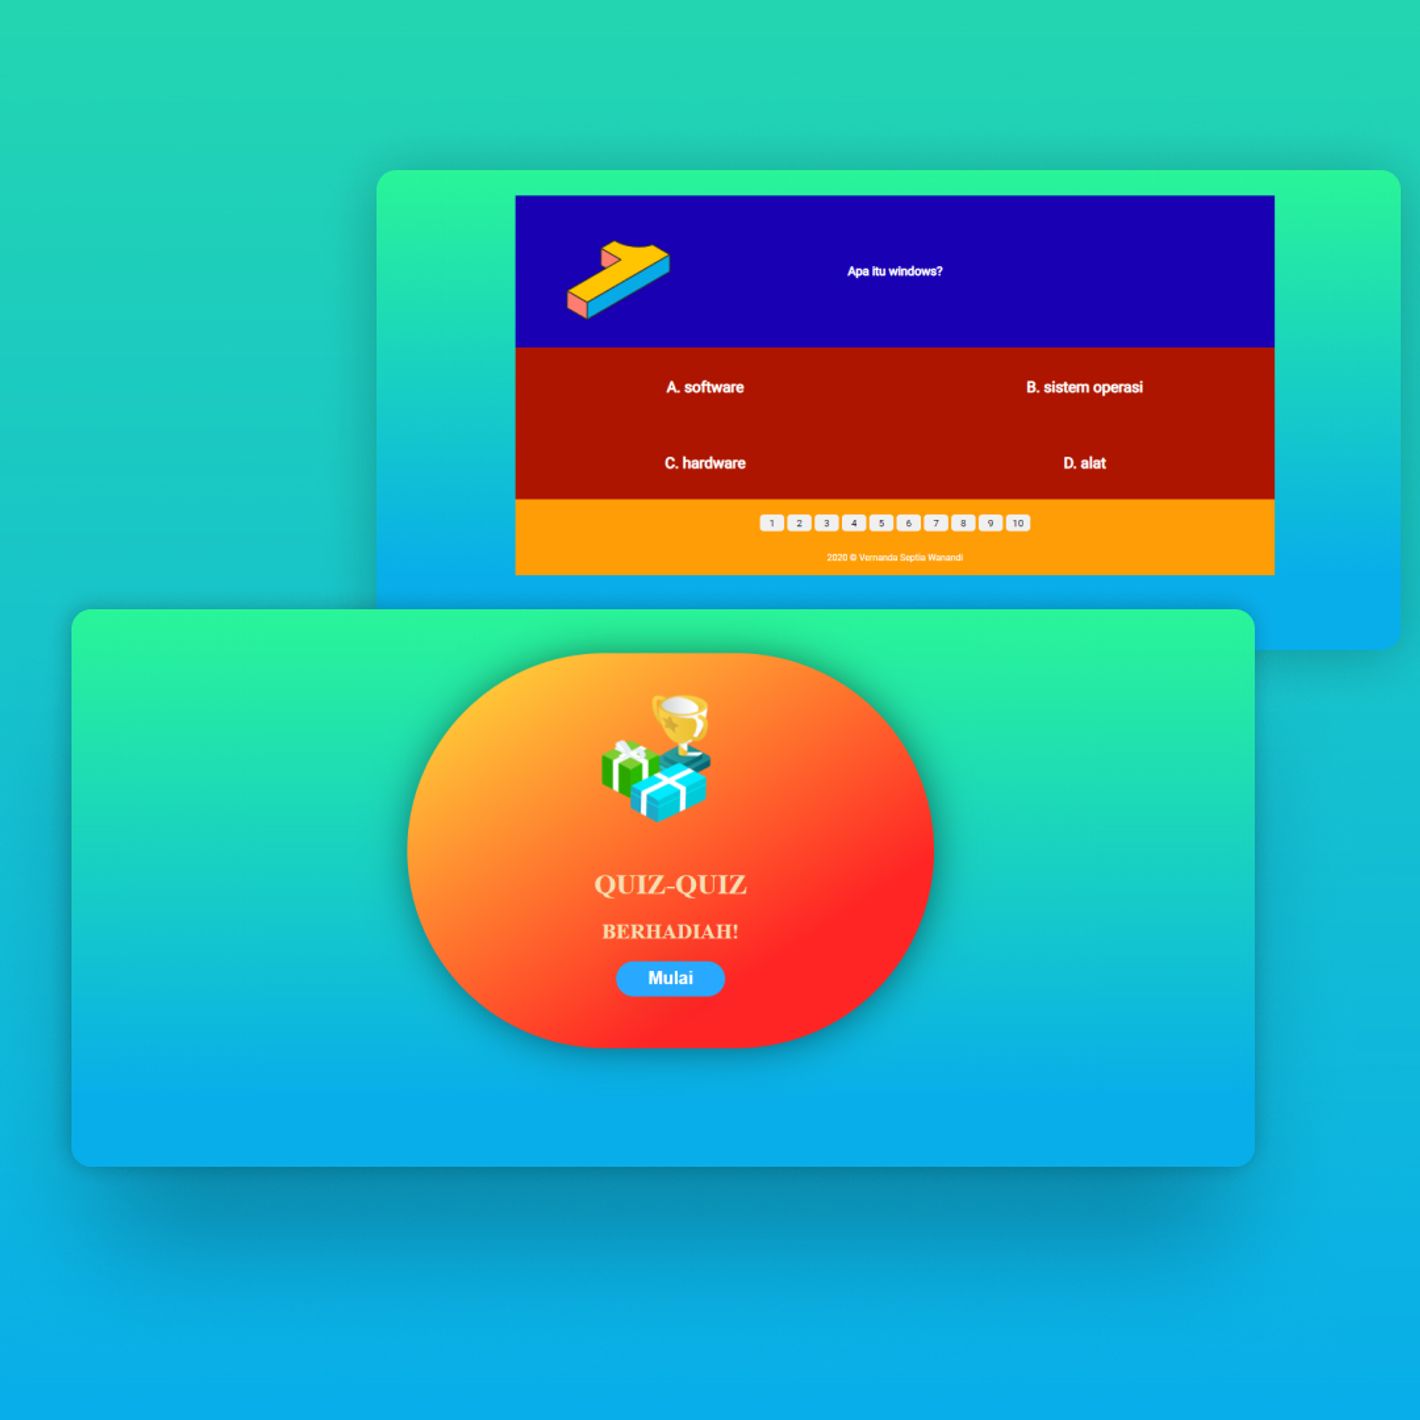 Apa itu windows?
A. software
B. sistem operasi
C. hardware
D. alat
1 2 3 4 5 6 7 8 9 10
2020 © Vernanda Septia Wanandi
QUIZ-QUIZ
BERHADIAH!
Mulai